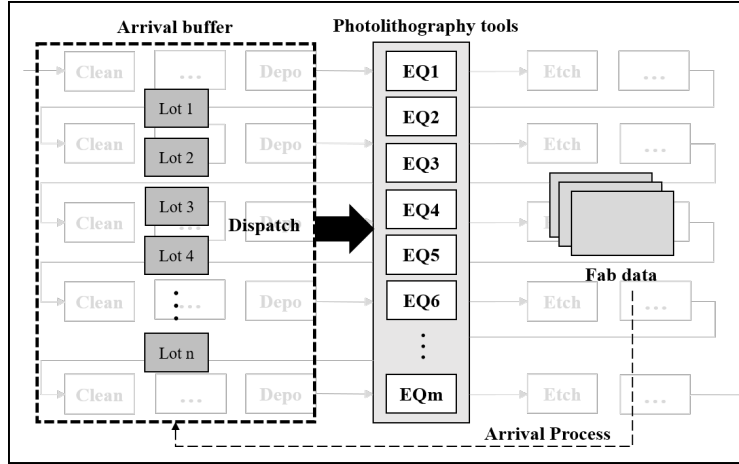 Arrival buffer
Photolithography tools
Clean
...
Depo
EQ1
Etch
...
Lot 1
EQ2
Clean
...
Depo
Etch
...
Lot 2
EQ3
Lot 3
Clean
Dispatch
Depo
EQ4
Lot 4
EQ5
Fab data
Clean
...
Depo
EQ6
Etch
...
Lot n
Clean
...
Depo
EQm
Etch
...
Arrival Process